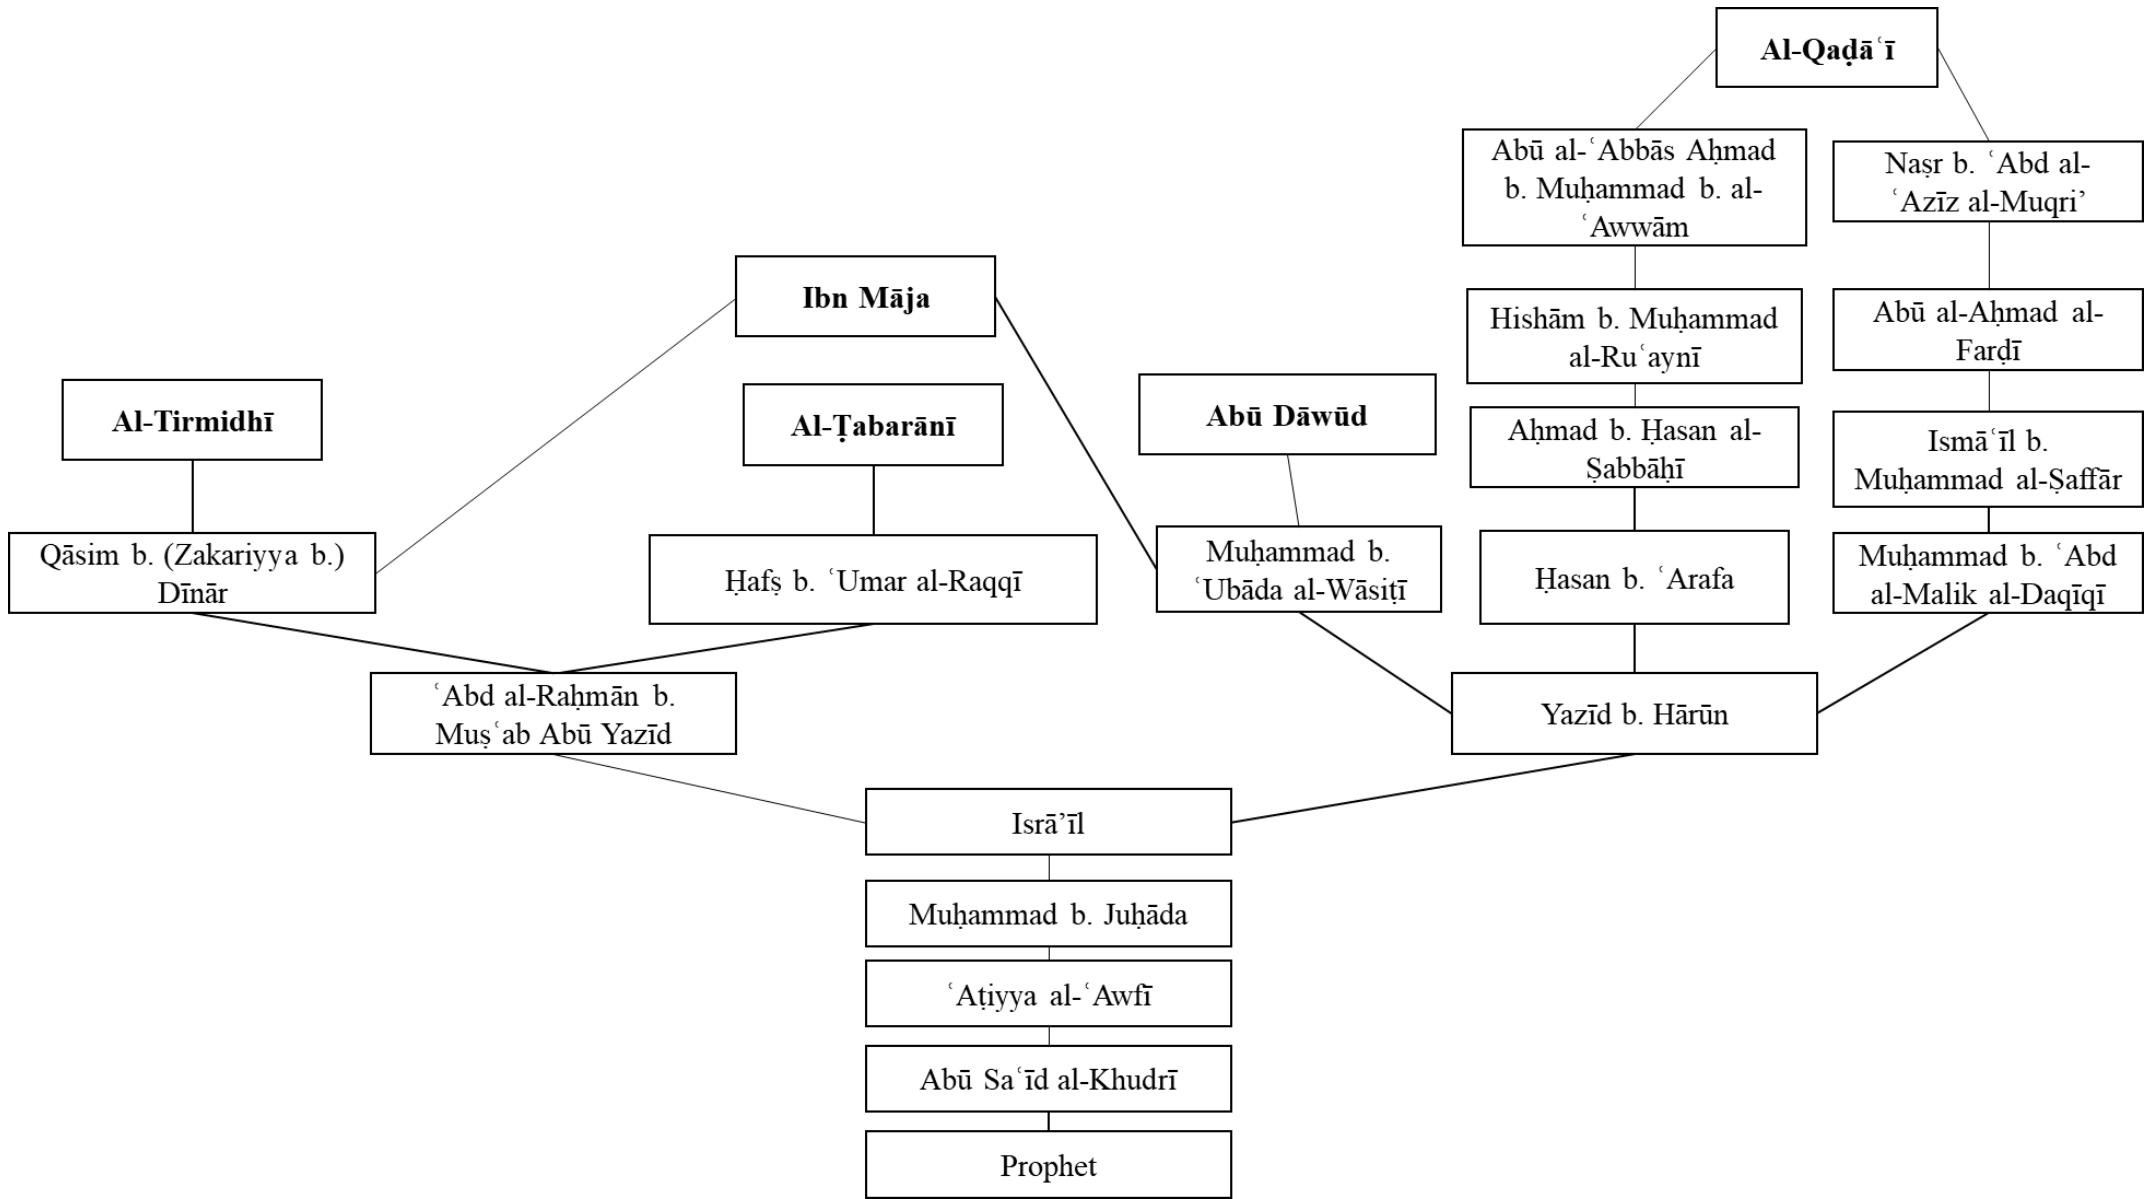 Al-Qaḍāʿī
Abū al-ʿAbbās Aḥmad
b. Muḥammad b. al-
ʿAwwām
Naṣr b. ʿAbd al-
ʿAzīz al-Muqri’
Ibn Māja
Hishām b. Muḥammad
al-Ruʿaynī
Abū al-Aḥmad al-
Farḍī
Al-Tirmidhī
Al-Ṭabarānī
Abū Dāwūd
Aḥmad b. Ḥasan al-
Ṣabbāḥī
Ismāʿīl b.
Muḥammad al-Ṣaffār
Qāsim b. (Zakariyya b.)
Dīnār
Ḥafṣ b. ʿUmar al-Raqqī
Muḥammad b.
ʿUbāda al-Wāsiṭī
Ḥasan b. ʿArafa
Muḥammad b. ʿAbd
al-Malik al-Daqīqī
ʿAbd al-Raḥmān b.
Muṣʿab Abū Yazīd
Yazīd b. Hārūn
Isrā’īl
Muḥammad b. Juḥāda
ʿAṭiyya al-ʿAwfī
Abū Saʿīd al-Khudrī
Prophet